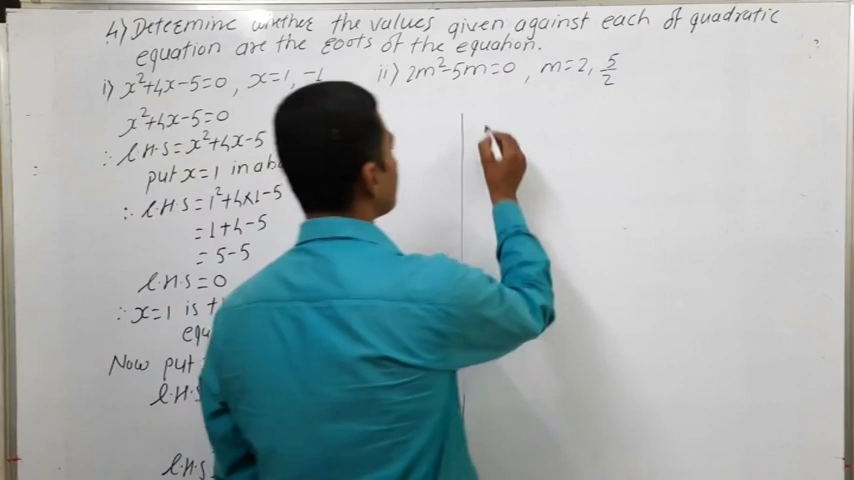 4) Determine whether the values given against each of quadratic
equation are the roots of the equation.
i) x²+4x-5=0, x=1, -1
ii) 2m²-5m=0, m=2, 5/2
x²+4x-5=0
∴ L.H.S=x²+4x-5
put x=1 in
∴ L.H.S=1²+4×1-5
=1+4-5
=5-5
L.H.S=0
∴ x=1 is
Now put
L.H.S
L.H.S